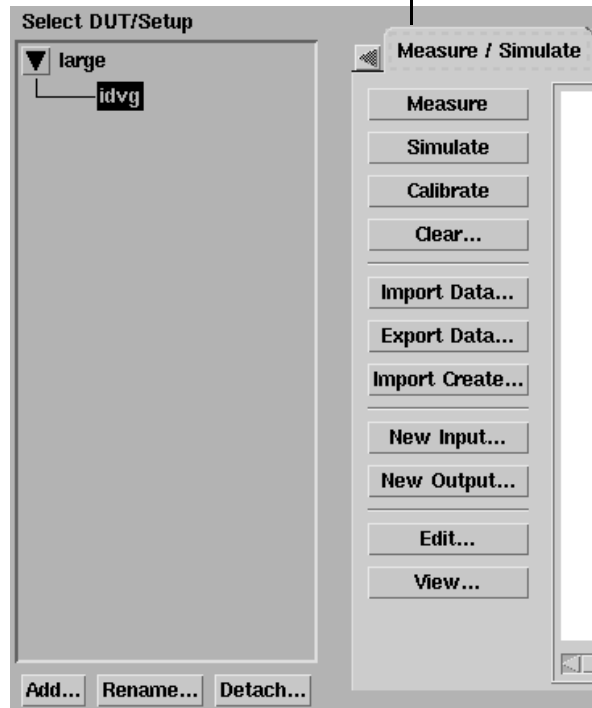 Select DUT/Setup
large
idvg
Add...
Rename...
Detach...
Measure / Simulate
Measure
Simulate
Calibrate
Clear...
Import Data...
Export Data...
Import Create...
New Input...
New Output...
Edit...
View...